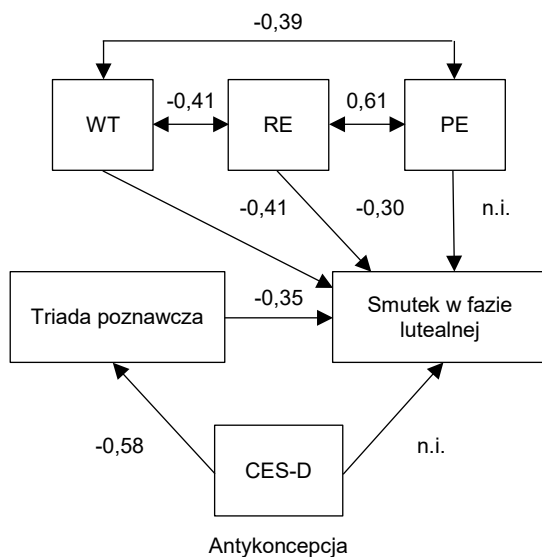 -0,39
-0,41
0,61
WT
RE
PE
-0,41
-0,30
n.i.
Triada poznawcza
-0,35
Smutek w fazie
lutealnej
-0,58
CES-D
n.i.
Antykoncepcja